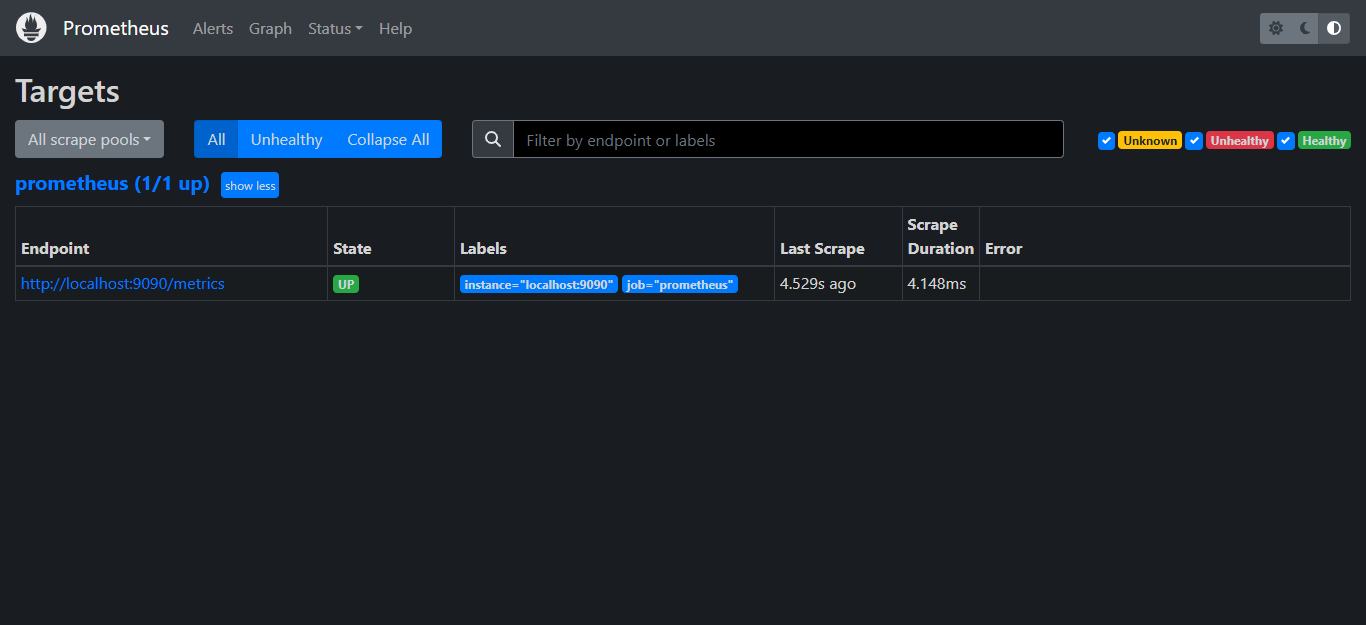 Prometheus Alerts Graph Status Help
Targets
All scrape pools All Unhealthy Collapse All Filter by endpoint or labels Unknown Unhealthy Healthy
prometheus (1/1 up) show less
Endpoint State Labels Last Scrape Scrape Duration Error
http://localhost:9090/metrics UP instance="localhost:9090" job="prometheus" 4.529s ago 4.148ms